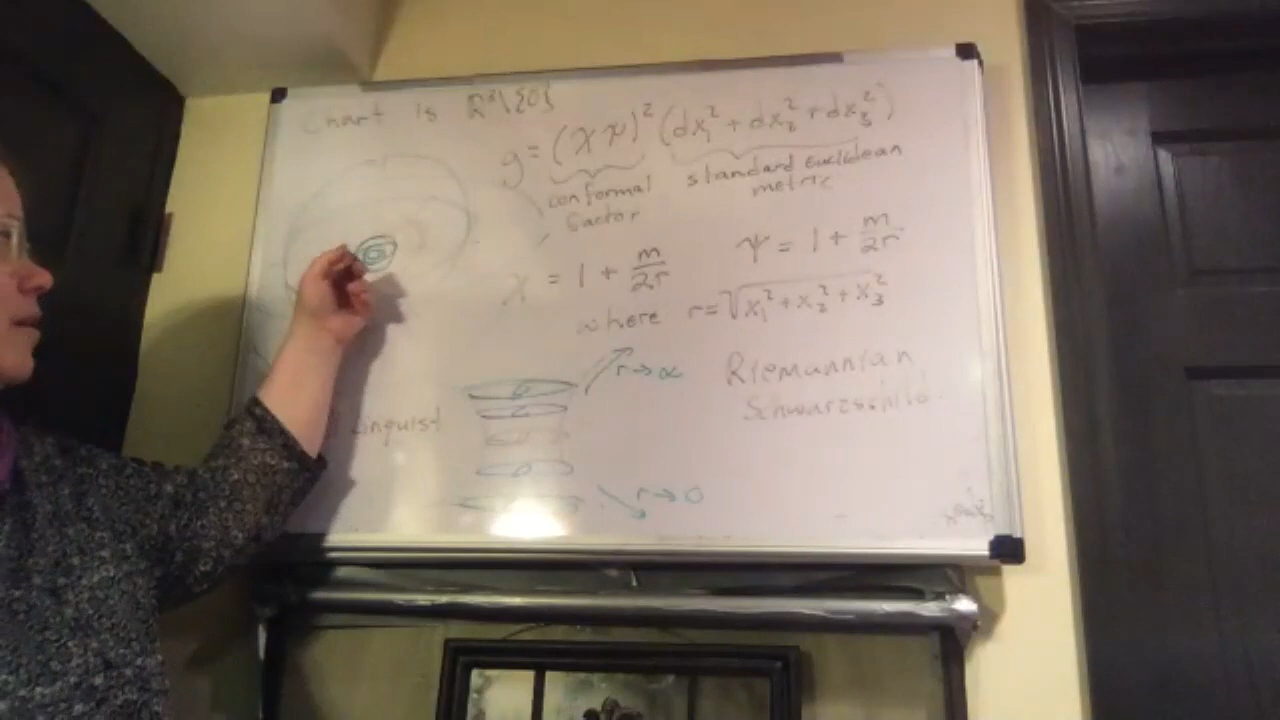 Chart is ℝ³\{0}
g = (χψ)² (dx₁² + dx₂² + dx₃²)
conformal factor
standard Euclidean metric
χ = 1 + m/2r
ψ = 1 + m/2r
where r = √x₁² + x₂² + x₃²
r→∞
Riemannian
Schwarzschild
r→0